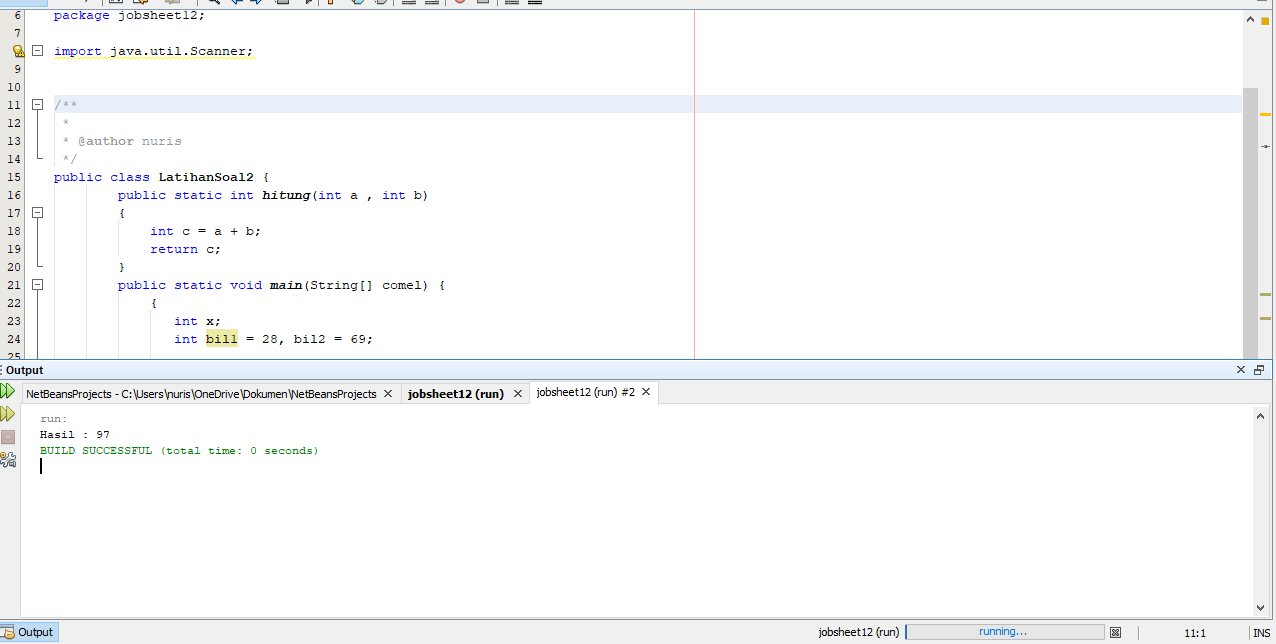 6 package jobsheet12;
7
import java.util.Scanner;
9
10
11 /**
12 *
13 * @author nuris
14 */
15 public class LatihanSoal2 {
16 public static int hitung(int a , int b)
17 {
18 int c = a + b;
19 return c;
20 }
21 public static void main(String[] comel) {
22 {
23 int x;
24 int bil1 = 28, bil2 = 69;
25
Output
NetBeansProjects - C:\Users\nuris\OneDrive\Dokumen\NetBeansProjects jobsheet12 (run) jobsheet12 (run) #2
run:
Hasil : 97
BUILD SUCCESSFUL (total time: 0 seconds)
Output jobsheet12 (run) running... 11:1 INS